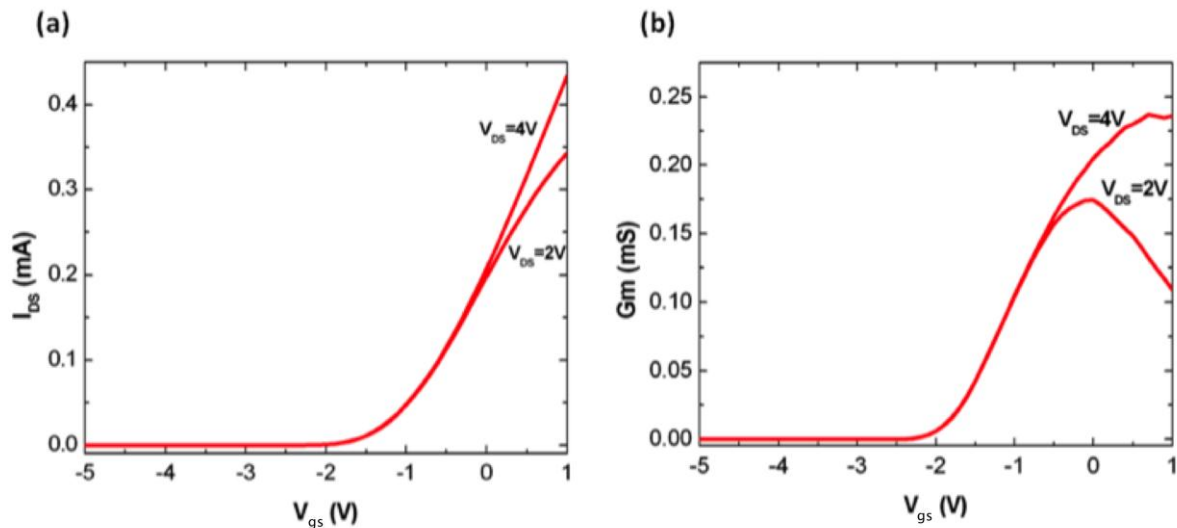 (a)
0.4
0.3
0.2
0.1
0.0
I_DS (mA)
V_DS=4V
V_DS=2V
-5 -4 -3 -2 -1 0 1
V_gs (V)
(b)
0.25
0.20
0.15
0.10
0.05
0.00
Gm (mS)
V_DS=4V
V_DS=2V
-5 -4 -3 -2 -1 0 1
V_gs (V)